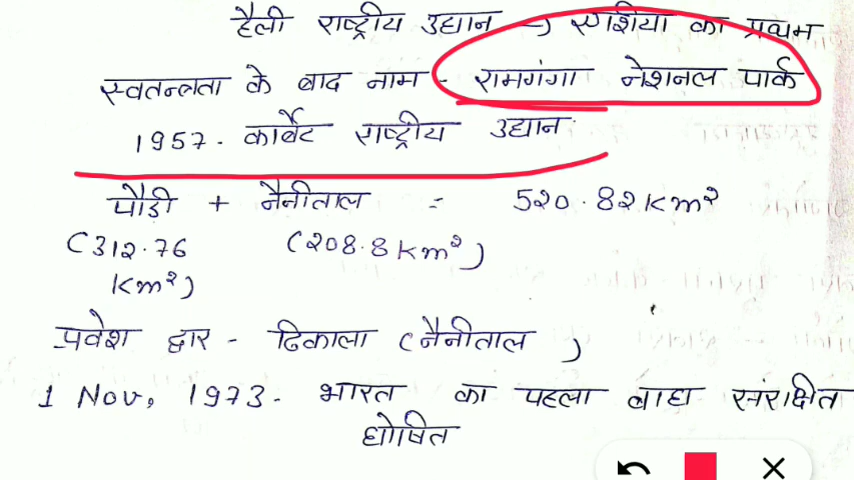 हैली राष्ट्रीय उद्यान → एशिया का प्रथम
स्वतन्त्रता के बाद नाम - रामगंगा नेशनल पार्क
1957. कार्बेट राष्ट्रीय उद्यान
पौड़ी + नैनीताल = 520.82 Km²
(312.76 (208.8 Km²)
Km²)
प्रवेश द्वार - ढिकाला (नैनीताल)
1 Nov, 1973. भारत का पहला बाघ संरक्षित
घोषित